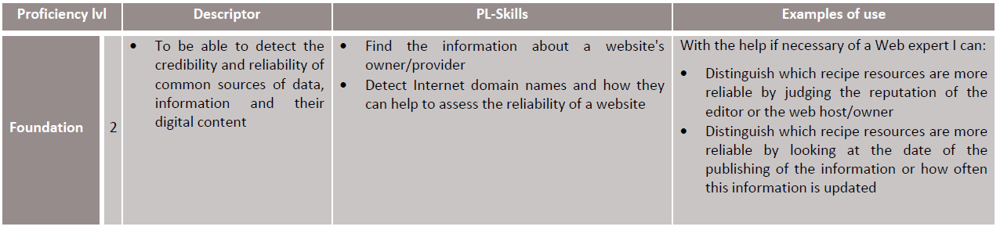 Proficiency lvl
Descriptor
PL-Skills
Examples of use
Foundation
2
• To be able to detect the
credibility and reliability of
common sources of data,
information and their
digital content
• Find the information about a website's
owner/provider
• Detect Internet domain names and how they
can help to assess the reliability of a website
With the help if necessary of a Web expert I can:
• Distinguish which recipe resources are more
reliable by judging the reputation of the
editor or the web host/owner
• Distinguish which recipe resources are more
reliable by looking at the date of the
publishing of the information or how often
this information is updated